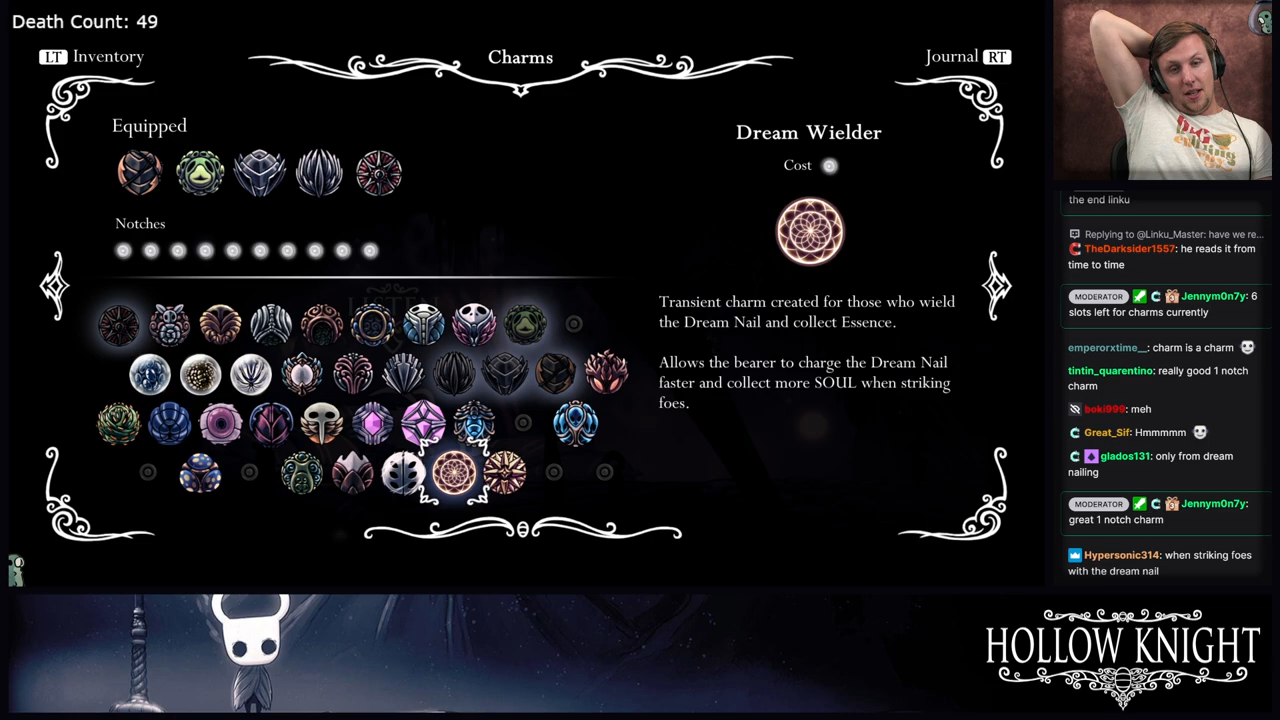 Death Count: 49
LT Inventory
Charms
Journal RT
Equipped
Notches
Dream Wielder
Cost
Transient charm created for those who wield
the Dream Nail and collect Essence.
Allows the bearer to charge the Dream Nail
faster and collect more SOUL when striking
foes.
the end linku
Replying to @Linku_Master: have we re...
TheDarksider1557: he reads it from
time to time
MODERATOR Jennym0n7y: 6
slots left for charms currently
emperorxtime__: charm is a charm
tintin_quarentino: really good 1 notch
charm
boki999: meh
Great_Sif: Hmmmmm
glados131: only from dream
nailing
MODERATOR Jennym0n7y:
great 1 notch charm
Hypersonic314: when striking foes
with the dream nail
HOLLOW KNIGHT